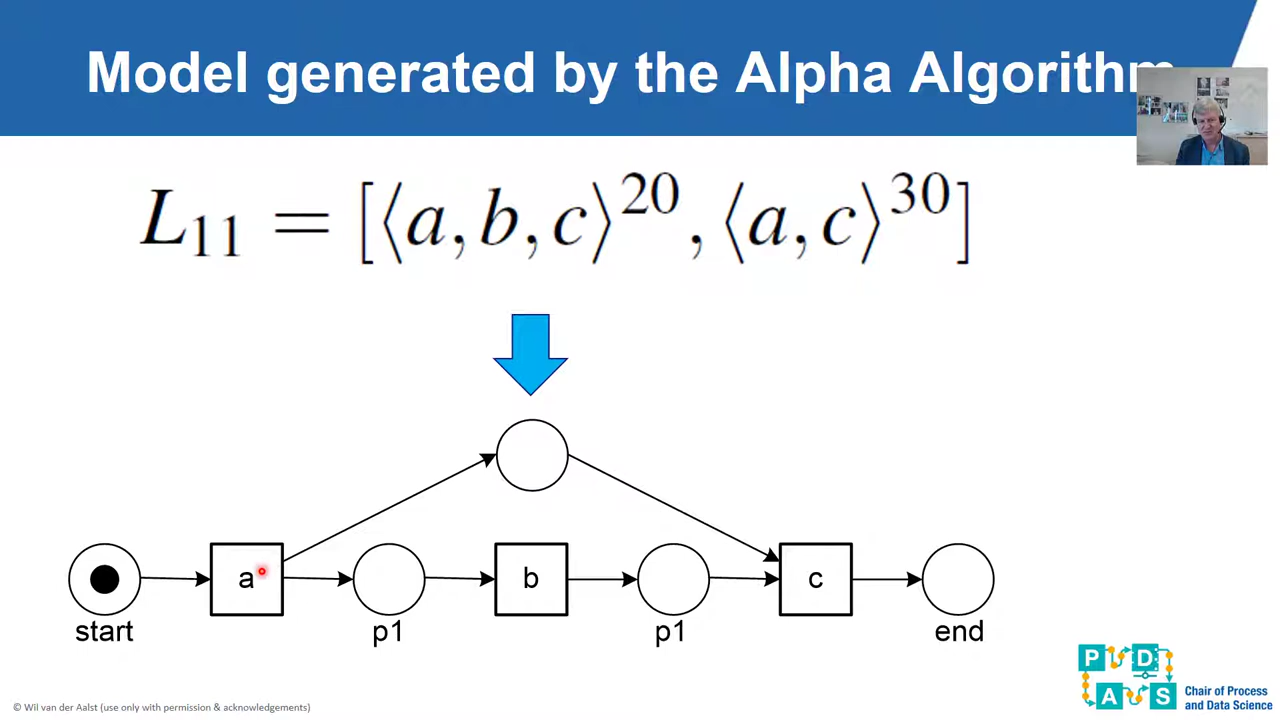 Model generated by the Alpha Algorithm
L₁₁ = [⟨a, b, c⟩²⁰, ⟨a, c⟩³⁰]
a b c
start p1 p1 end
P D
A S
Chair of Process
and Data Science
© Wil van der Aalst (use only with permission & acknowledgements)